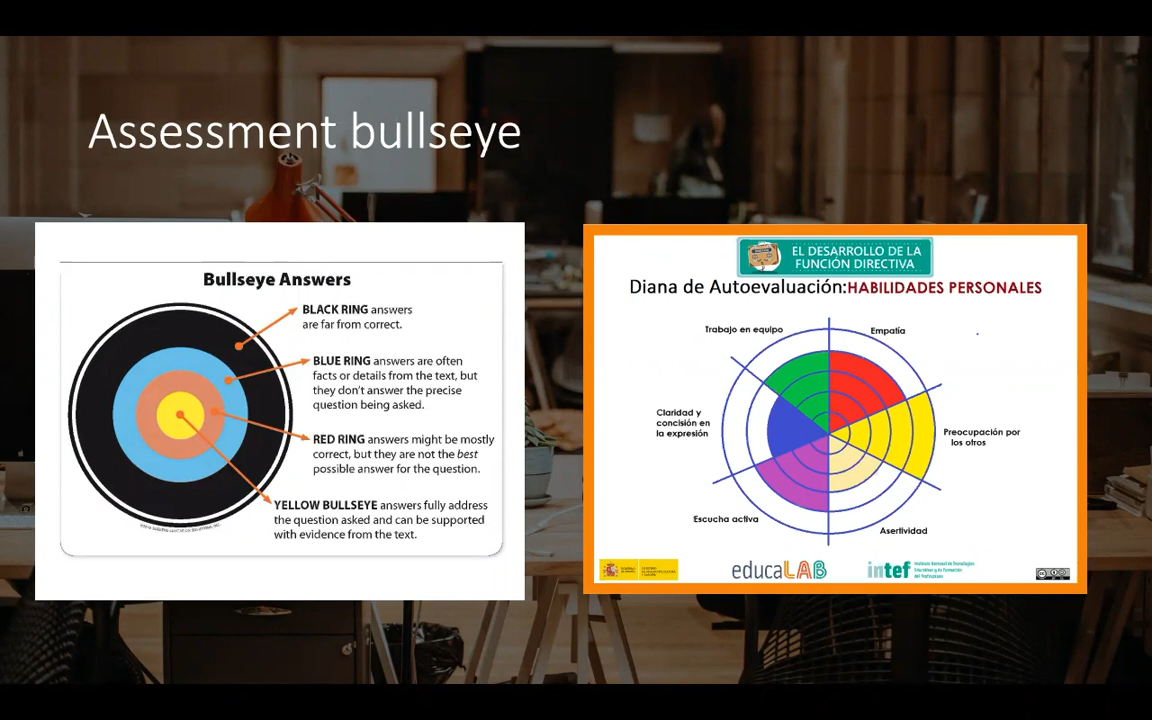 Assessment bullseye
Bullseye Answers
BLACK RING answers
are far from correct.
BLUE RING answers are often
facts or details from the text, but
they don't answer the precise
question being asked.
RED RING answers might be mostly
correct, but they are not the best
possible answer for the question.
YELLOW BULLSEYE answers fully address
the question asked and can be supported
with evidence from the text.
EL DESARROLLO DE LA
FUNCIÓN DIRECTIVA
Diana de Autoevaluación:HABILIDADES PERSONALES
Trabajo en equipo
Empatía
Claridad y
concisión en
la expresión
Preocupación por
los otros
Escucha activa
Asertividad
educaLAB
intef